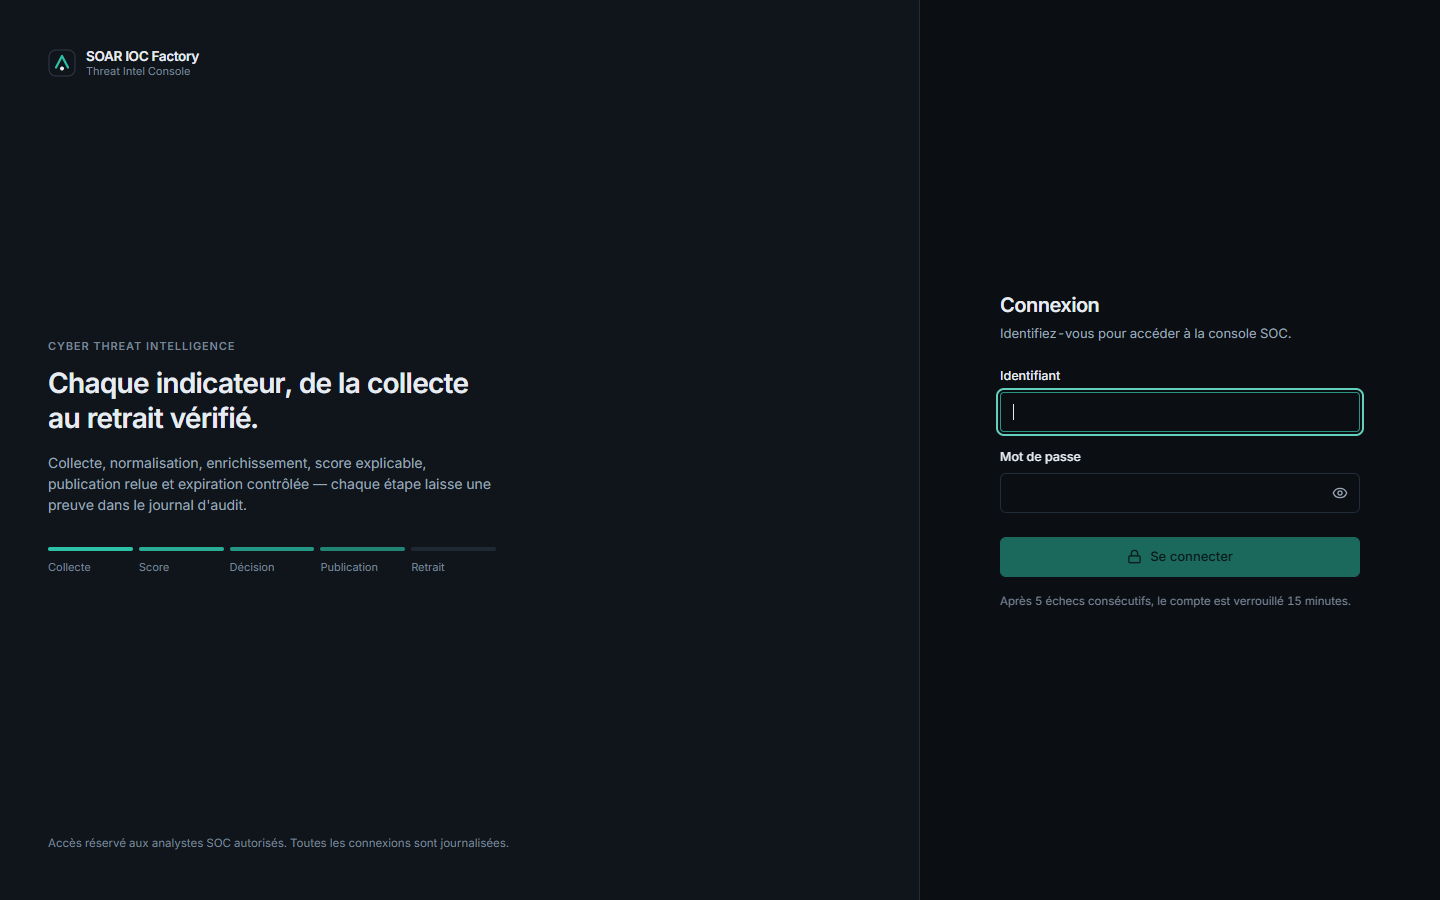 SOAR IOC Factory
Threat Intel Console
CYBER THREAT INTELLIGENCE
Chaque indicateur, de la collecte
au retrait vérifié.
Collecte, normalisation, enrichissement, score explicable,
publication relue et expiration contrôlée — chaque étape laisse une
preuve dans le journal d'audit.
Collecte Score Décision Publication Retrait
Accès réservé aux analystes SOC autorisés. Toutes les connexions sont journalisées.
Connexion
Identifiez-vous pour accéder à la console SOC.
Identifiant
Mot de passe
Se connecter
Après 5 échecs consécutifs, le compte est verrouillé 15 minutes.